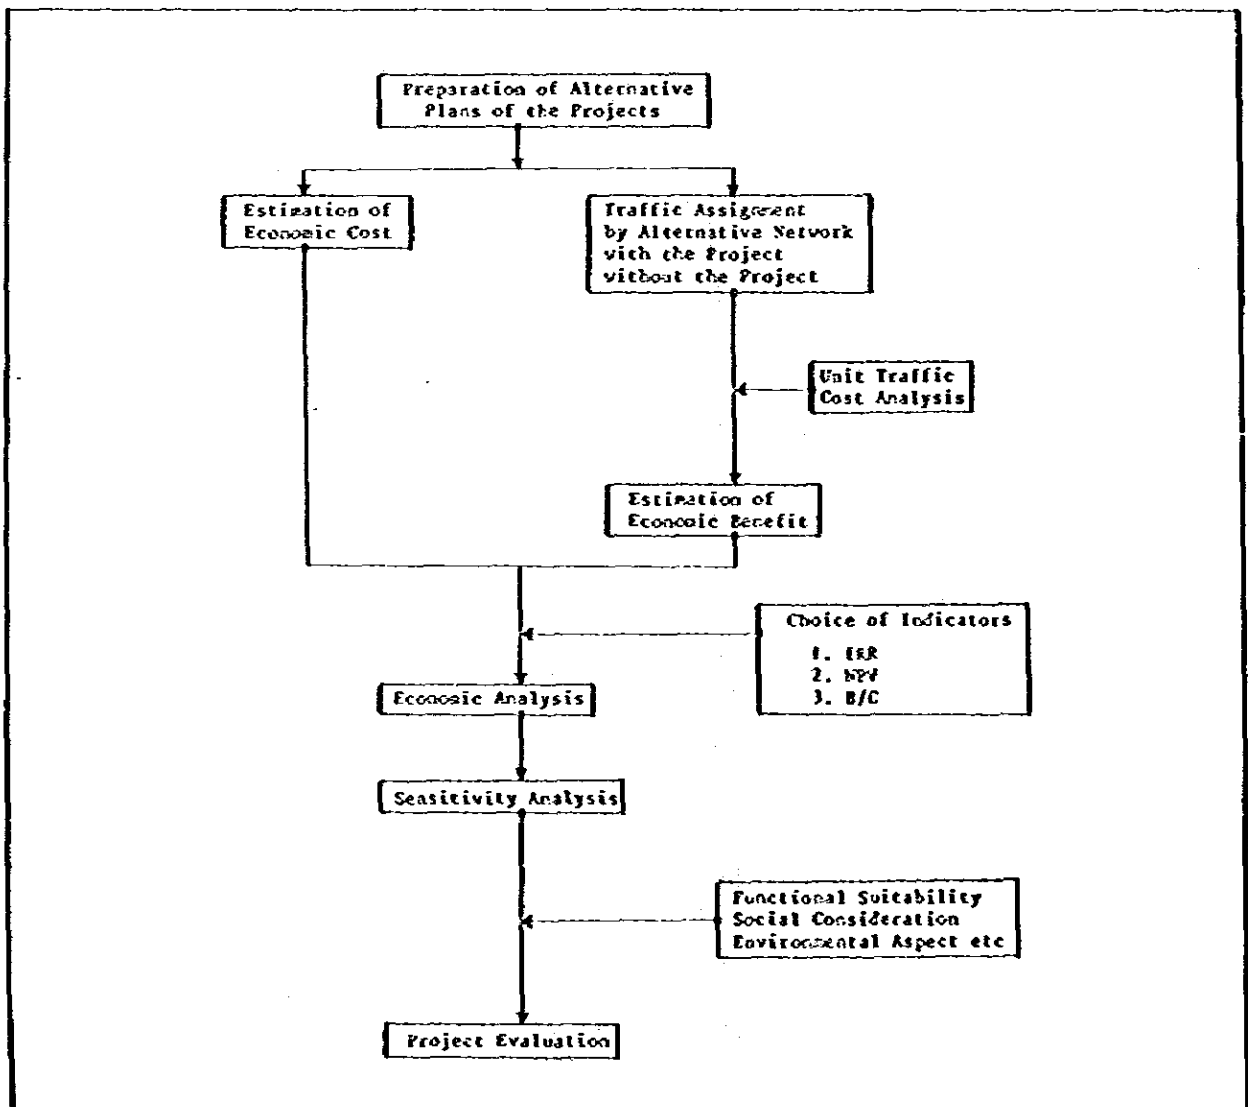 Preparation of Alternative
Plans of the Projects
Estimation of
Economic Cost
Traffic Assignment
by Alternative Network
with the Project
without the Project
Unit Traffic
Cost Analysis
Estimation of
Economic Benefit
Choice of Indicators
1. IRR
2. NPV
3. B/C
Economic Analysis
Sensitivity Analysis
Functional Suitability
Social Consideration
Environmental Aspect etc
Project Evaluation